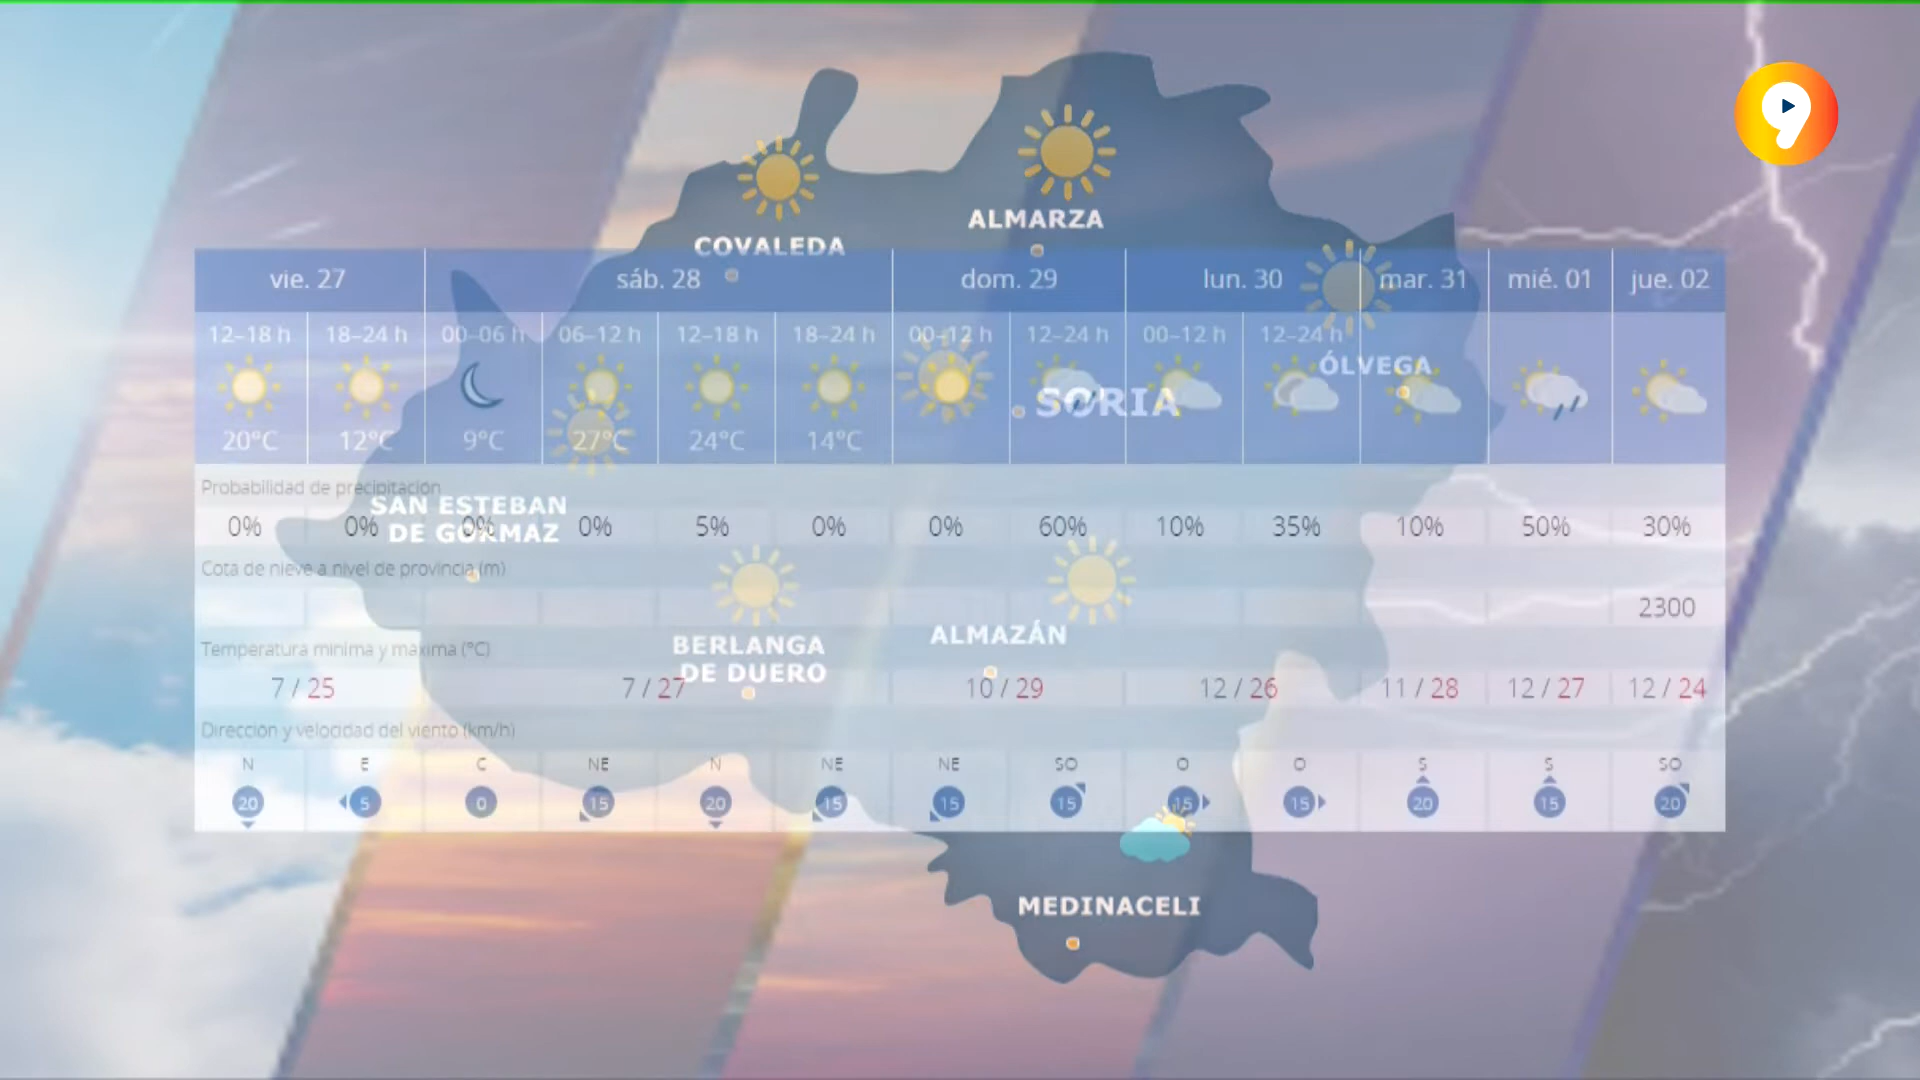 9
ALMARZA
COVALEDA
vie. 27 sáb. 28 dom. 29 lun. 30 mar. 31 mié. 01 jue. 02
12–18 h 18–24 h 00–06 h 06–12 h 12–18 h 18–24 h 00–12 h 12–24 h 00–12 h 12–24 h
ÓLVEGA
SORIA
20°C 12°C 9°C 27°C 24°C 14°C
Probabilidad de precipitación
SAN ESTEBAN
DE GORMAZ
0% 0% 0% 0% 5% 0% 0% 60% 10% 35% 10% 50% 30%
Cota de nieve a nivel de provincia (m)
2300
ALMAZÁN
BERLANGA
DE DUERO
Temperatura mínima y máxima (°C)
7 / 25 7 / 27 10 / 29 12 / 26 11 / 28 12 / 27 12 / 24
Dirección y velocidad del viento (km/h)
N E C NE N NE NE SO O O S S SO
20 5 0 15 20 15 15 15 15 15 20 15 20
MEDINACELI